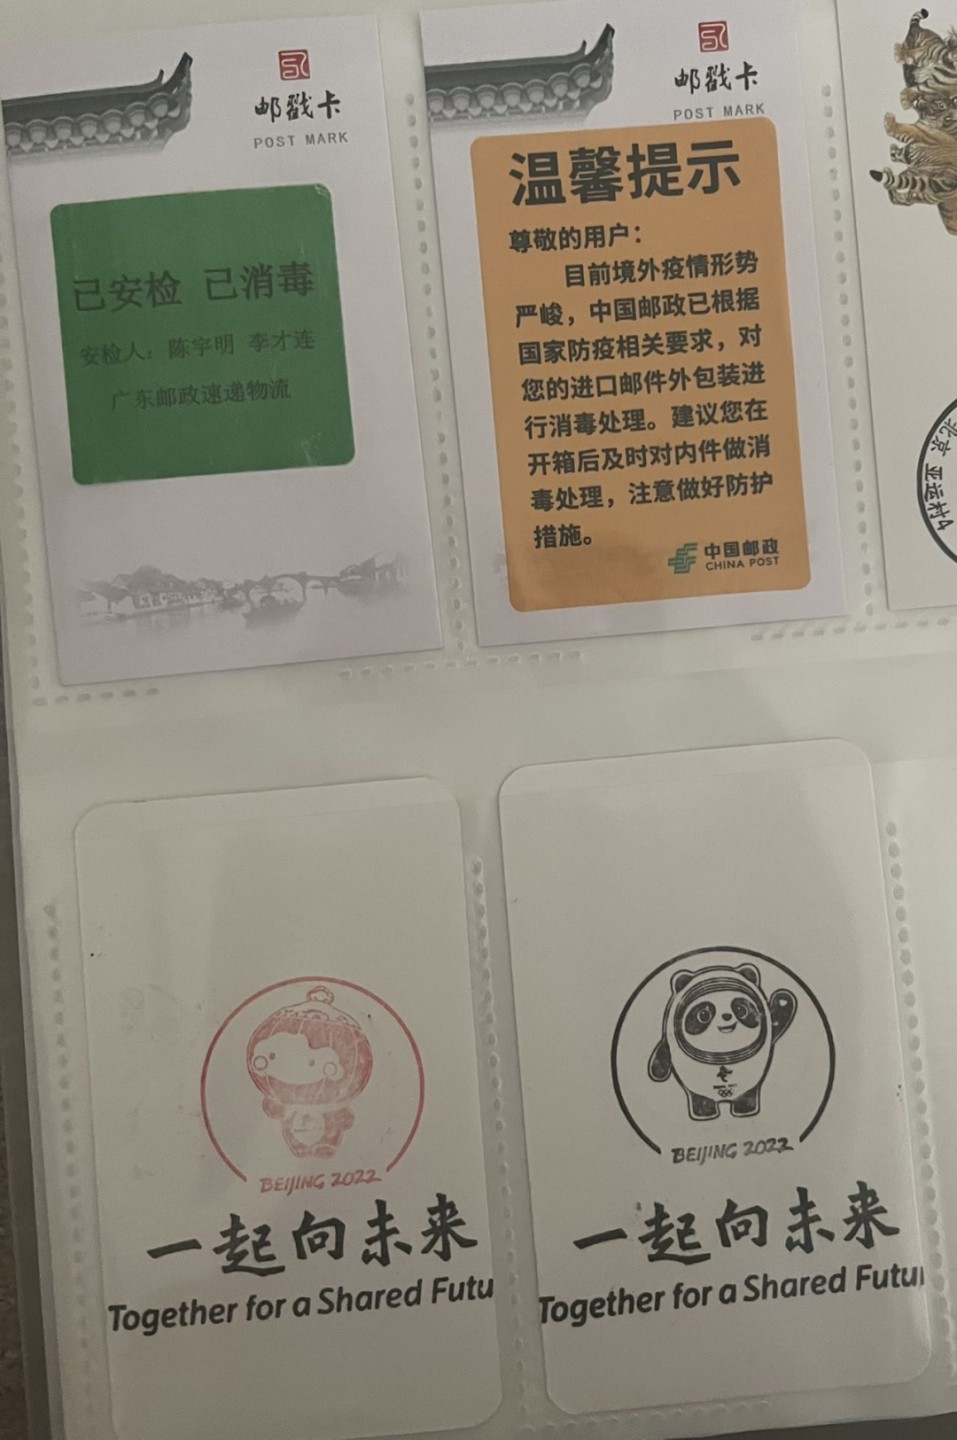 邮戳卡
POST MARK
己安检 己消毒
安检人：陈宇明 李才连
广东邮政速递物流
邮戳卡
POST MARK
温馨提示
尊敬的用户：
目前境外疫情形势
严峻，中国邮政已根据
国家防疫相关要求，对
您的进口邮件外包装进
行消毒处理。建议您在
开箱后及时对内件做消
毒处理，注意做好防护
措施。
中国邮政
CHINA POST
北京 亚运村4
BEIJING 2022
一起向未来
Together for a Shared Futu
BEIJING 2022
一起向未来
Together for a Shared Futu